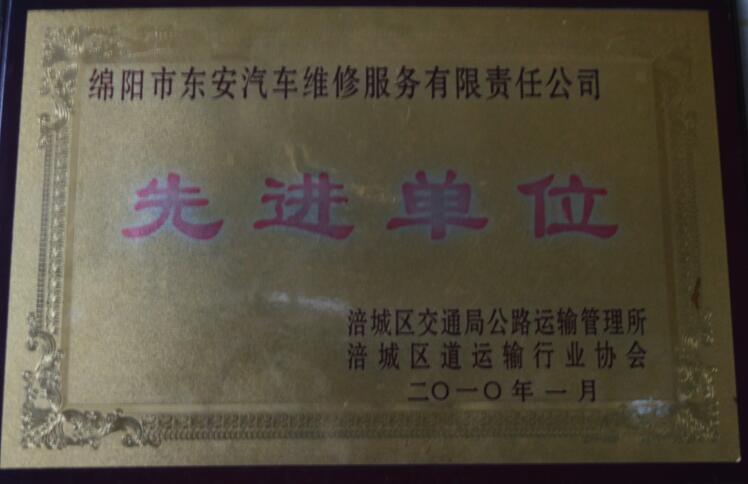 绵阳市东安汽车维修服务有限责任公司
先进单位
涪城区交通局公路运输管理所
涪城区道运输行业协会
二〇一〇年一月